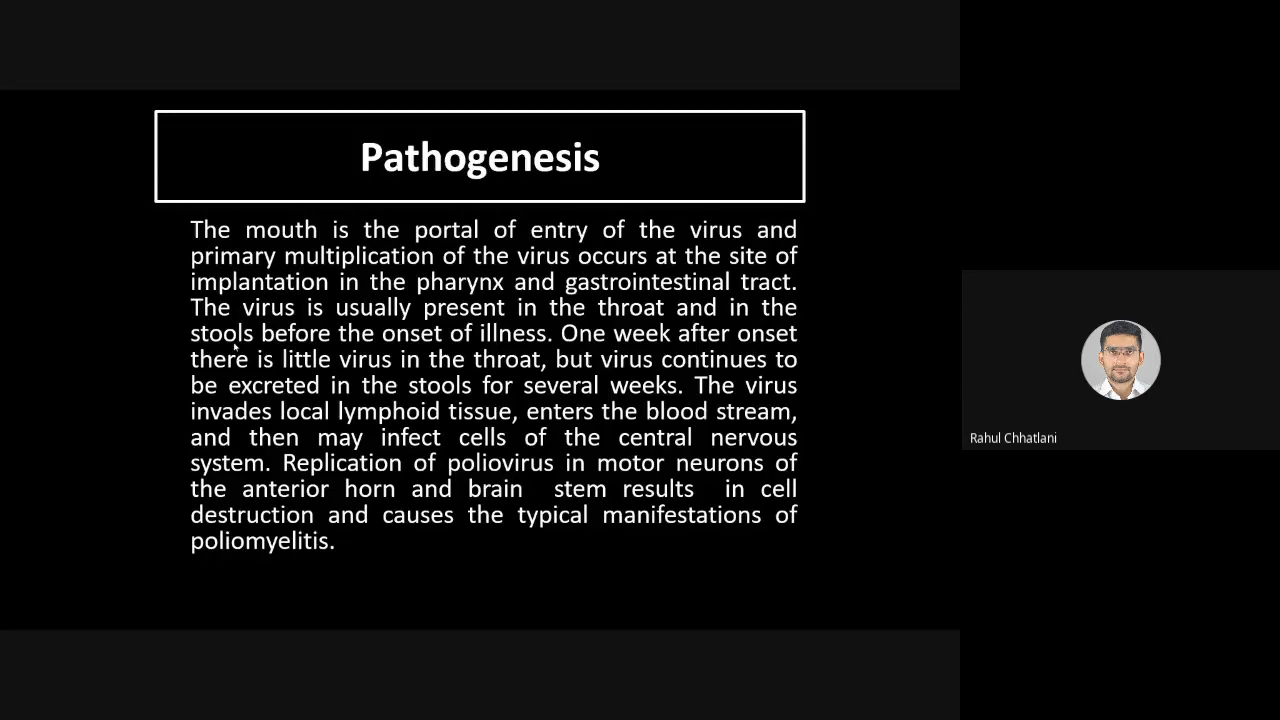 Pathogenesis
The mouth is the portal of entry of the virus and
primary multiplication of the virus occurs at the site of
implantation in the pharynx and gastrointestinal tract.
The virus is usually present in the throat and in the
stools before the onset of illness. One week after onset
there is little virus in the throat, but virus continues to
be excreted in the stools for several weeks. The virus
invades local lymphoid tissue, enters the blood stream,
and then may infect cells of the central nervous
system. Replication of poliovirus in motor neurons of
the anterior horn and brain stem results in cell
destruction and causes the typical manifestations of
poliomyelitis.
Rahul Chhatlani